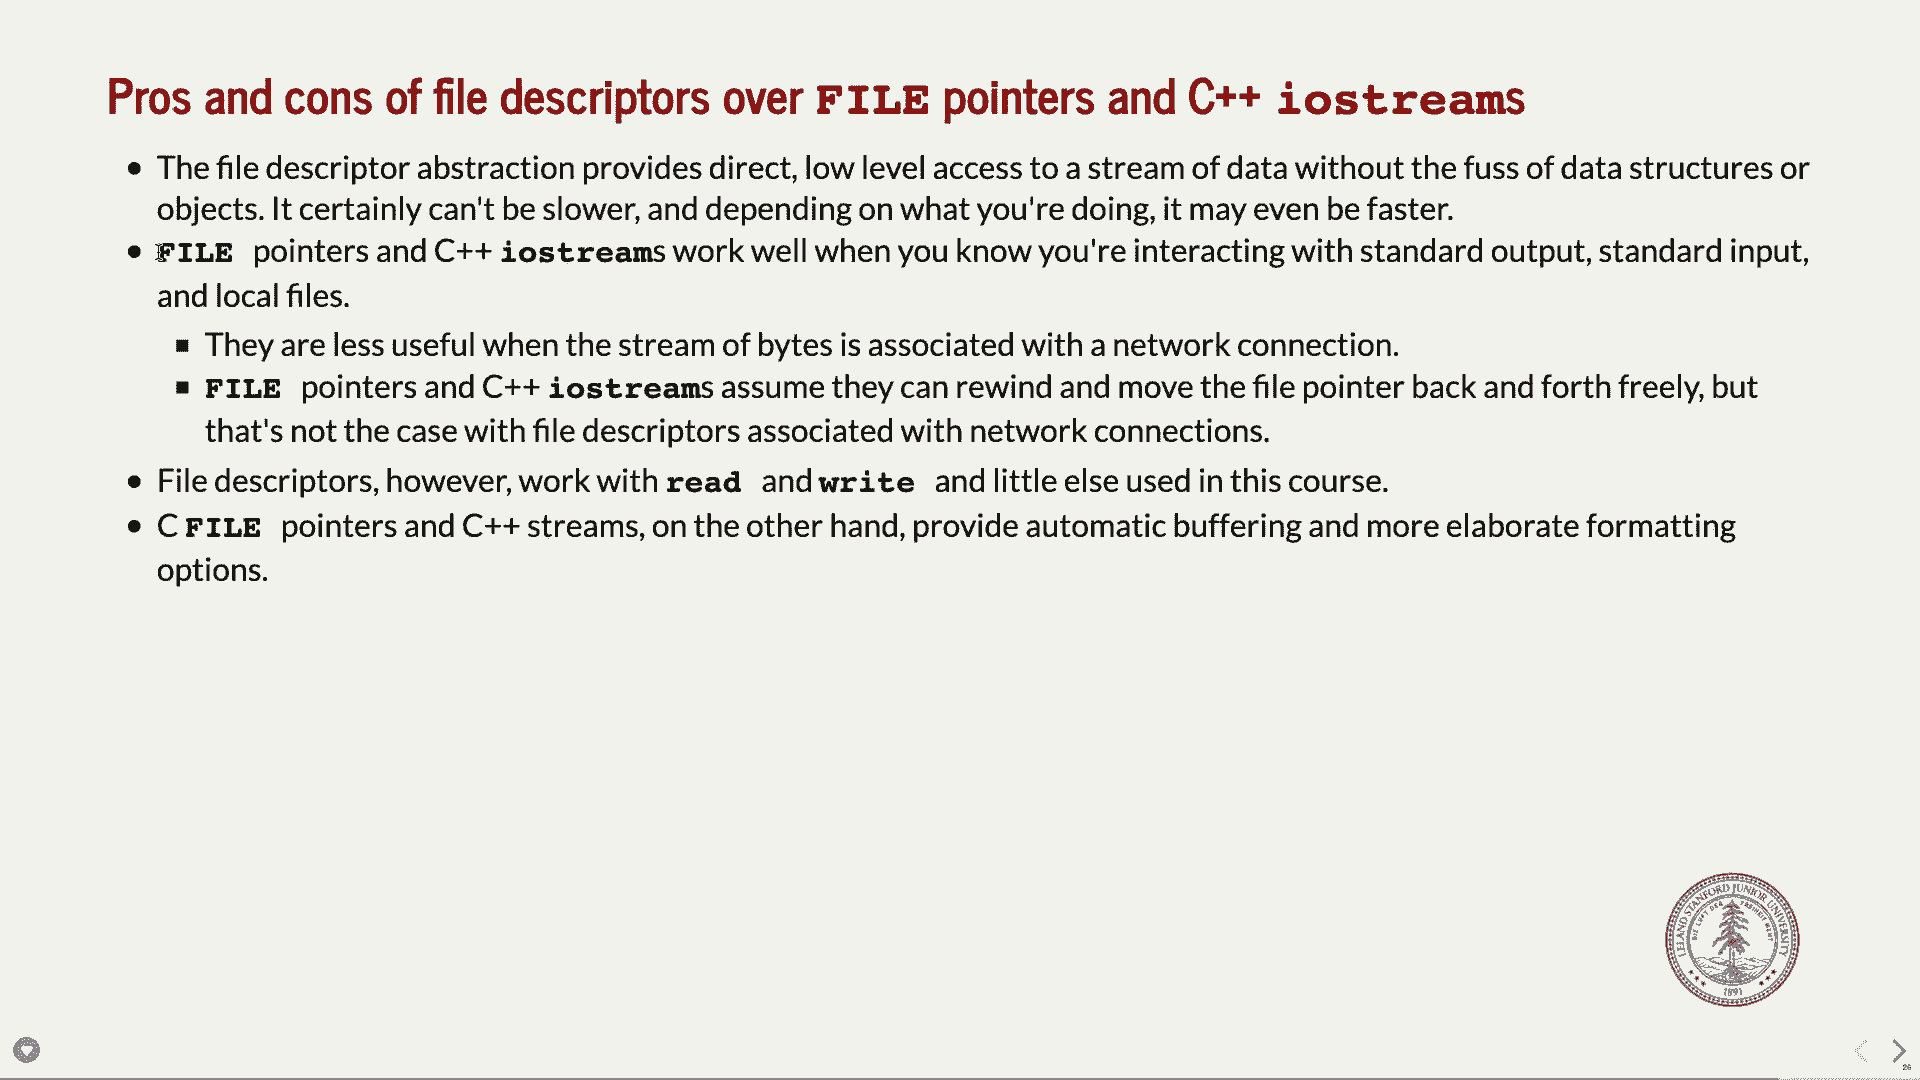 Pros and cons of file descriptors over FILE pointers and C++ iostreams
The file descriptor abstraction provides direct, low level access to a stream of data without the fuss of data structures or
objects. It certainly can't be slower, and depending on what you're doing, it may even be faster.
FILE pointers and C++ iostreams work well when you know you're interacting with standard output, standard input,
and local files.
They are less useful when the stream of bytes is associated with a network connection.
FILE pointers and C++ iostreams assume they can rewind and move the file pointer back and forth freely, but
that's not the case with file descriptors associated with network connections.
File descriptors, however, work with read and write and little else used in this course.
C FILE pointers and C++ streams, on the other hand, provide automatic buffering and more elaborate formatting
options.
LELAND STANFORD JUNIOR UNIVERSITY
DIE LUFT DER FREIHEIT WEHT
1891
26